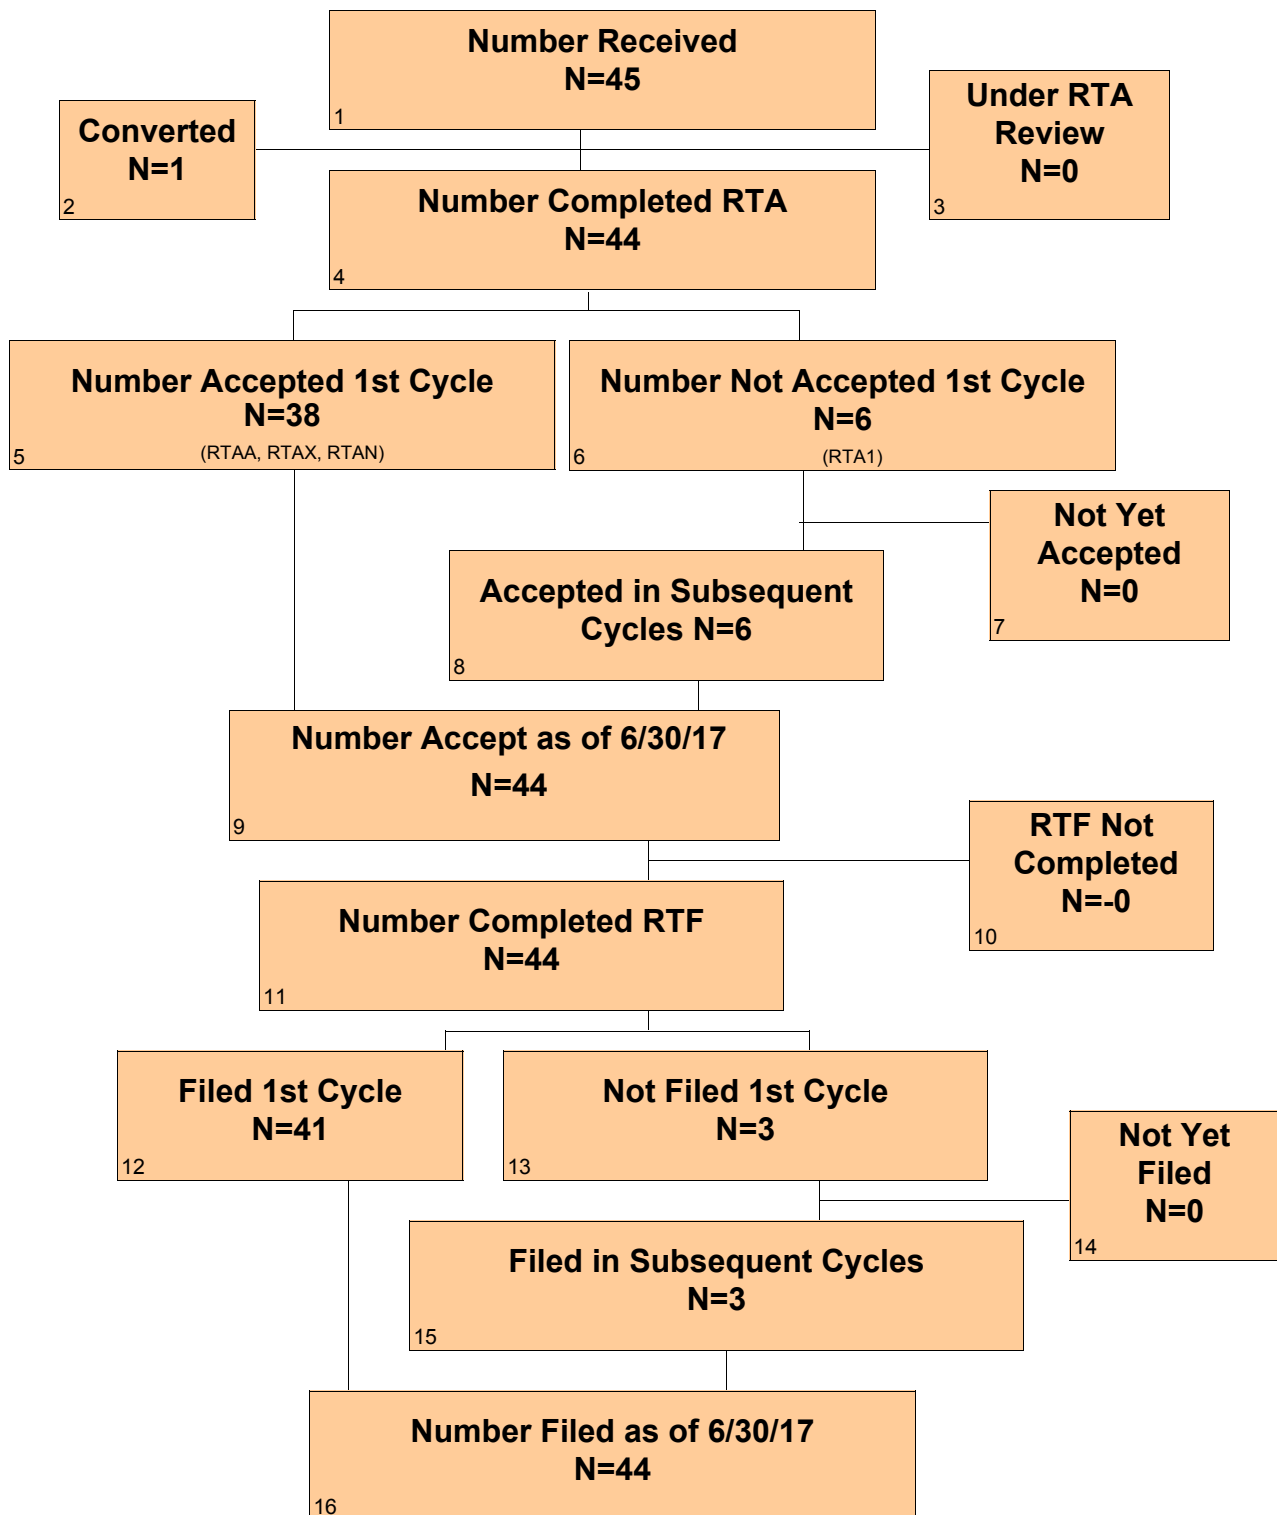 Number Received
N=45
1
Converted
N=1
2
Under RTA
Review
N=0
3
Number Completed RTA
N=44
4
Number Accepted 1st Cycle
N=38
(RTAA, RTAX, RTAN)
5
Number Not Accepted 1st Cycle
N=6
(RTA1)
6
Not Yet
Accepted
N=0
7
Accepted in Subsequent
Cycles N=6
8
Number Accept as of 6/30/17
N=44
9
RTF Not
Completed
N=-0
10
Number Completed RTF
N=44
11
Filed 1st Cycle
N=41
12
Not Filed 1st Cycle
N=3
13
Not Yet
Filed
N=0
14
Filed in Subsequent Cycles
N=3
15
Number Filed as of 6/30/17
N=44
16